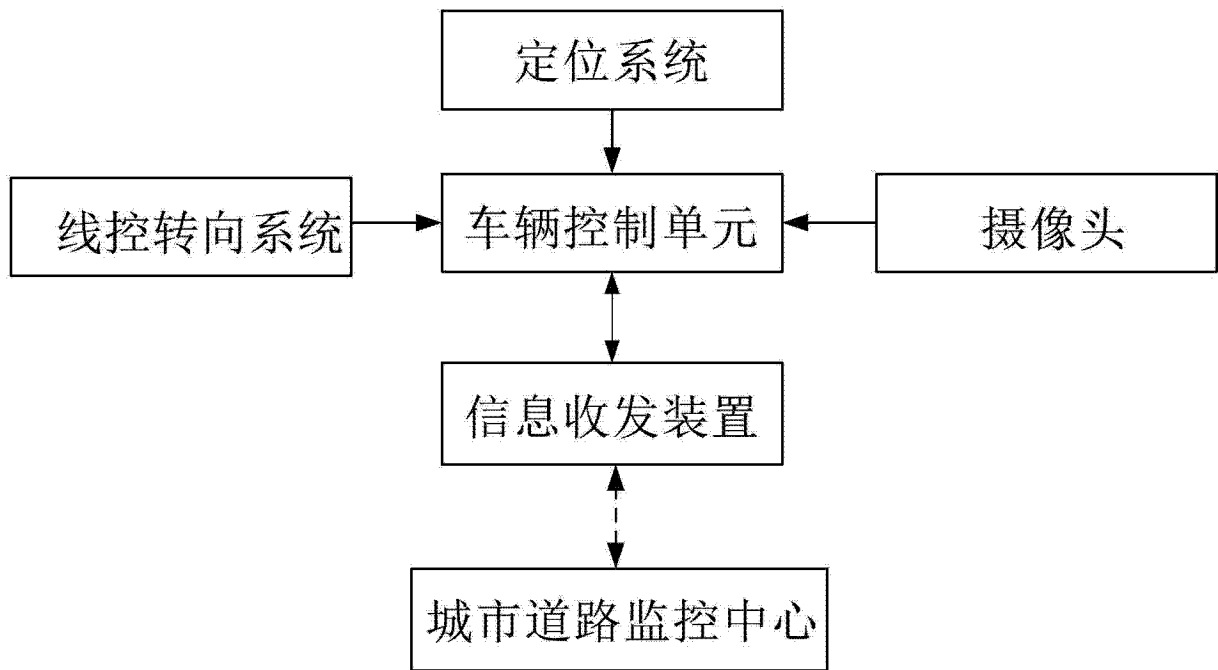 定位系统
线控转向系统
车辆控制单元
摄像头
信息收发装置
城市道路监控中心